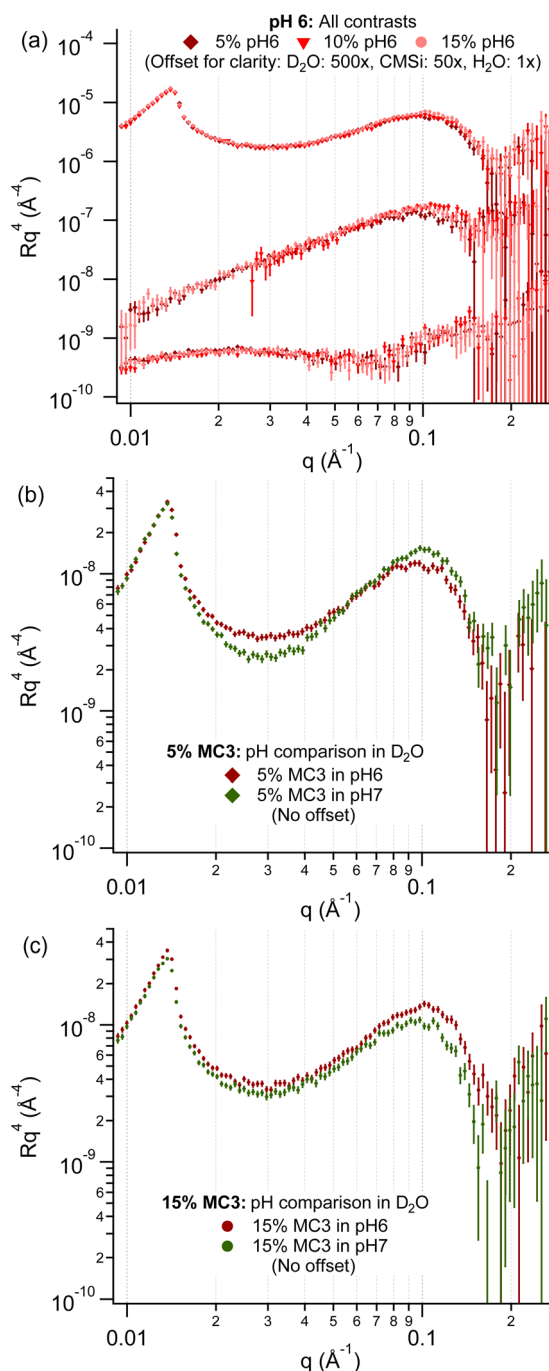 (a)
pH 6: All contrasts
5% pH6 10% pH6 15% pH6
(Offset for clarity: D₂O: 500x, CMSi: 50x, H₂O: 1x)
10⁻⁴
10⁻⁵
10⁻⁶
10⁻⁷
10⁻⁸
10⁻⁹
10⁻¹⁰
Rq⁴ (Å⁻⁴)
0.01 2 3 4 5 6 7 8 9 0.1 2
q (Å⁻¹)
(b)
4
2
10⁻⁸
8
6
4
2
10⁻⁹
8
6
4
2
10⁻¹⁰
Rq⁴ (Å⁻⁴)
5% MC3: pH comparison in D₂O
5% MC3 in pH6
5% MC3 in pH7
(No offset)
0.01 2 3 4 5 6 7 8 9 0.1 2
q (Å⁻¹)
(c)
4
2
10⁻⁸
8
6
4
2
10⁻⁹
8
6
4
2
10⁻¹⁰
Rq⁴ (Å⁻⁴)
15% MC3: pH comparison in D₂O
15% MC3 in pH6
15% MC3 in pH7
(No offset)
0.01 2 3 4 5 6 7 8 9 0.1 2
q (Å⁻¹)